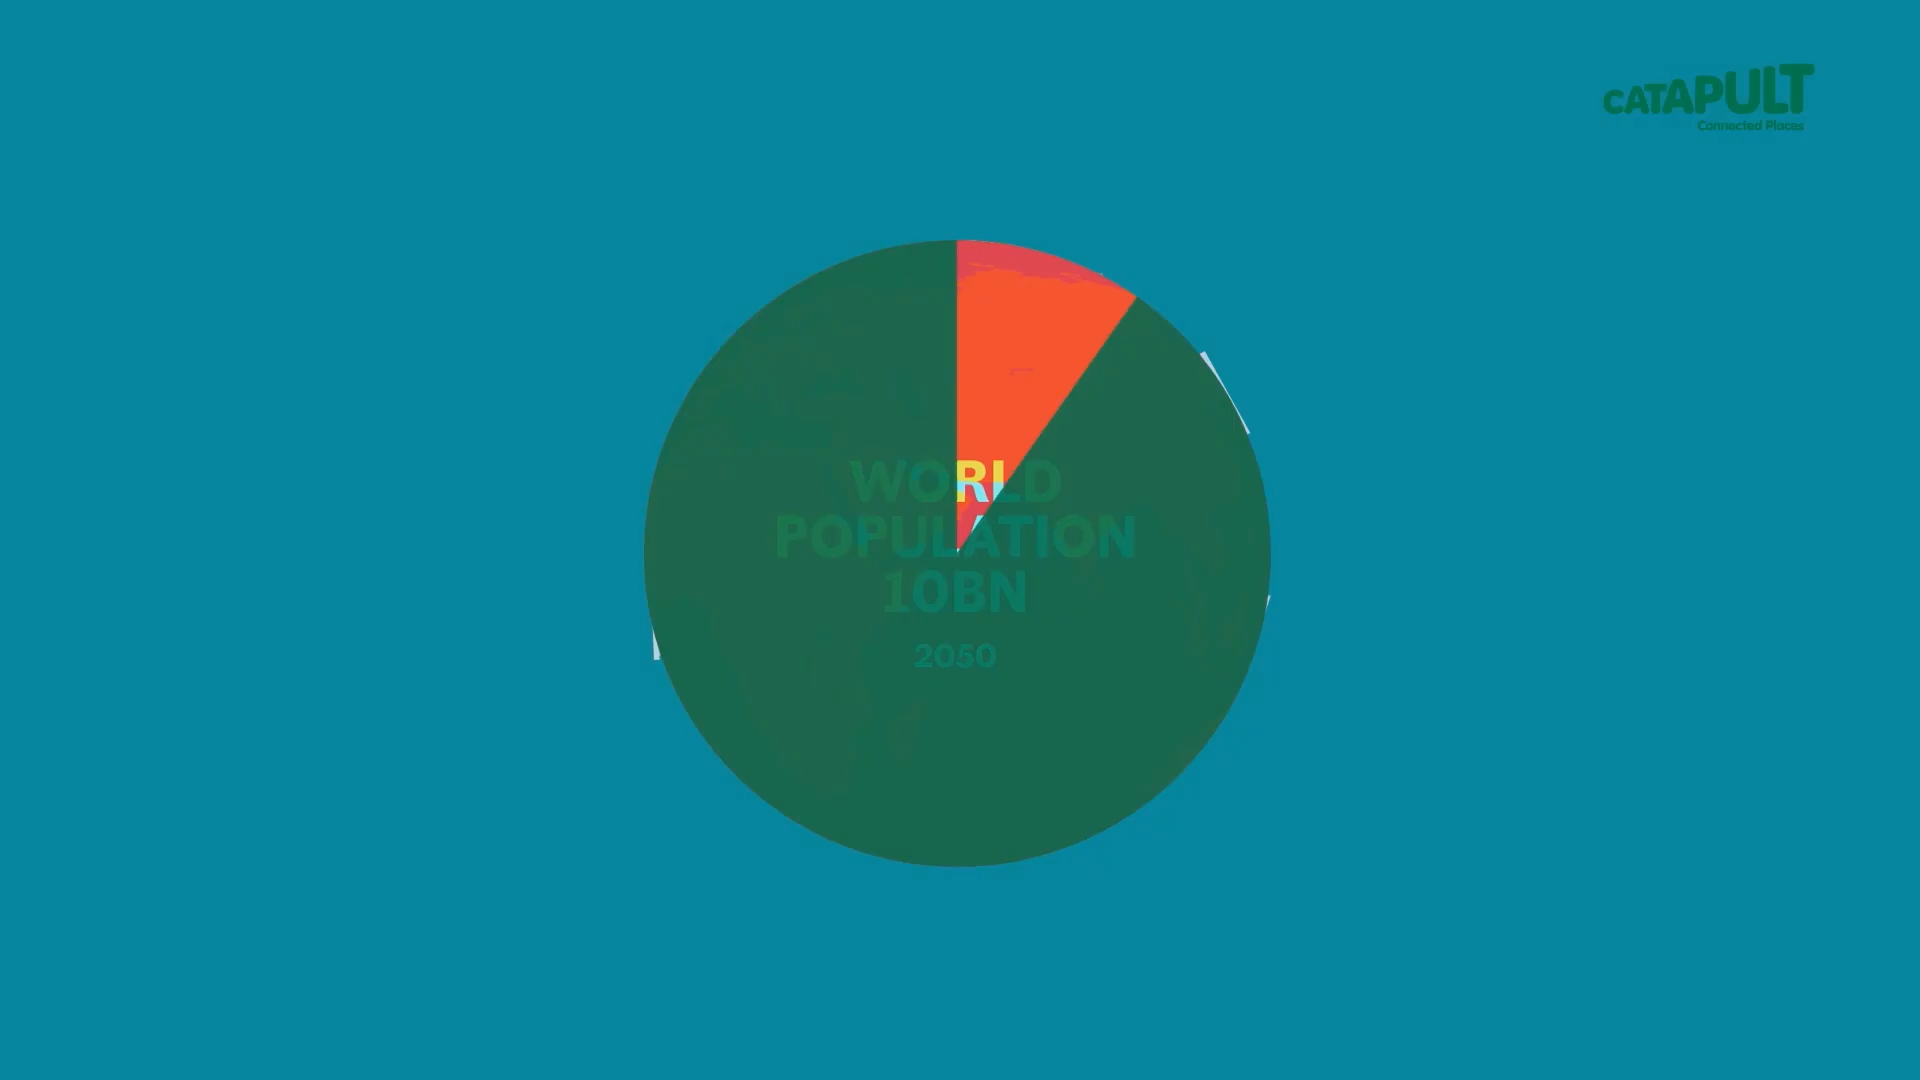 CATAPULT
Connected Places
WORLD
POPULATION
10BN
2050